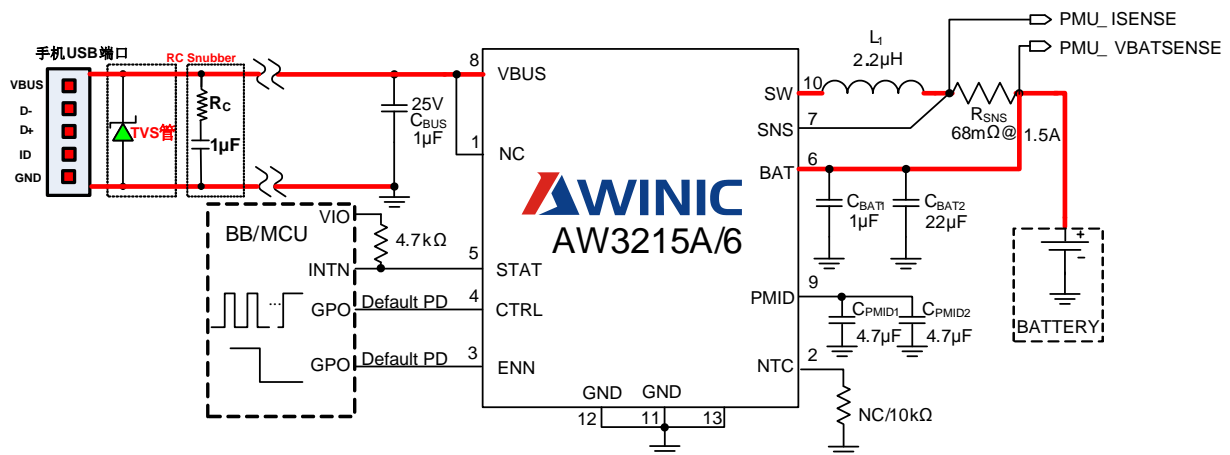 手机USB端口
VBUS
D-
D+
ID
GND
RC Snubber
TVS管
RC
1μF
25V
CBUS
1μF
8
VBUS
1
NC
AWINIC
AW3215A/6
BB/MCU
VIO
4.7kΩ
INTN
5
STAT
GPO
Default PD
4
CTRL
GPO
Default PD
3
ENN
GND
GND
12
11
13
L1
2.2μH
10
SW
7
SNS
6
BAT
RSNS
68mΩ@
1.5A
PMU_ISENSE
PMU_VBATSENSE
CBAT1
1μF
CBAT2
22μF
9
PMID
CPMID1
4.7μF
CPMID2
4.7μF
2
NTC
NC/10kΩ
+
-
BATTERY